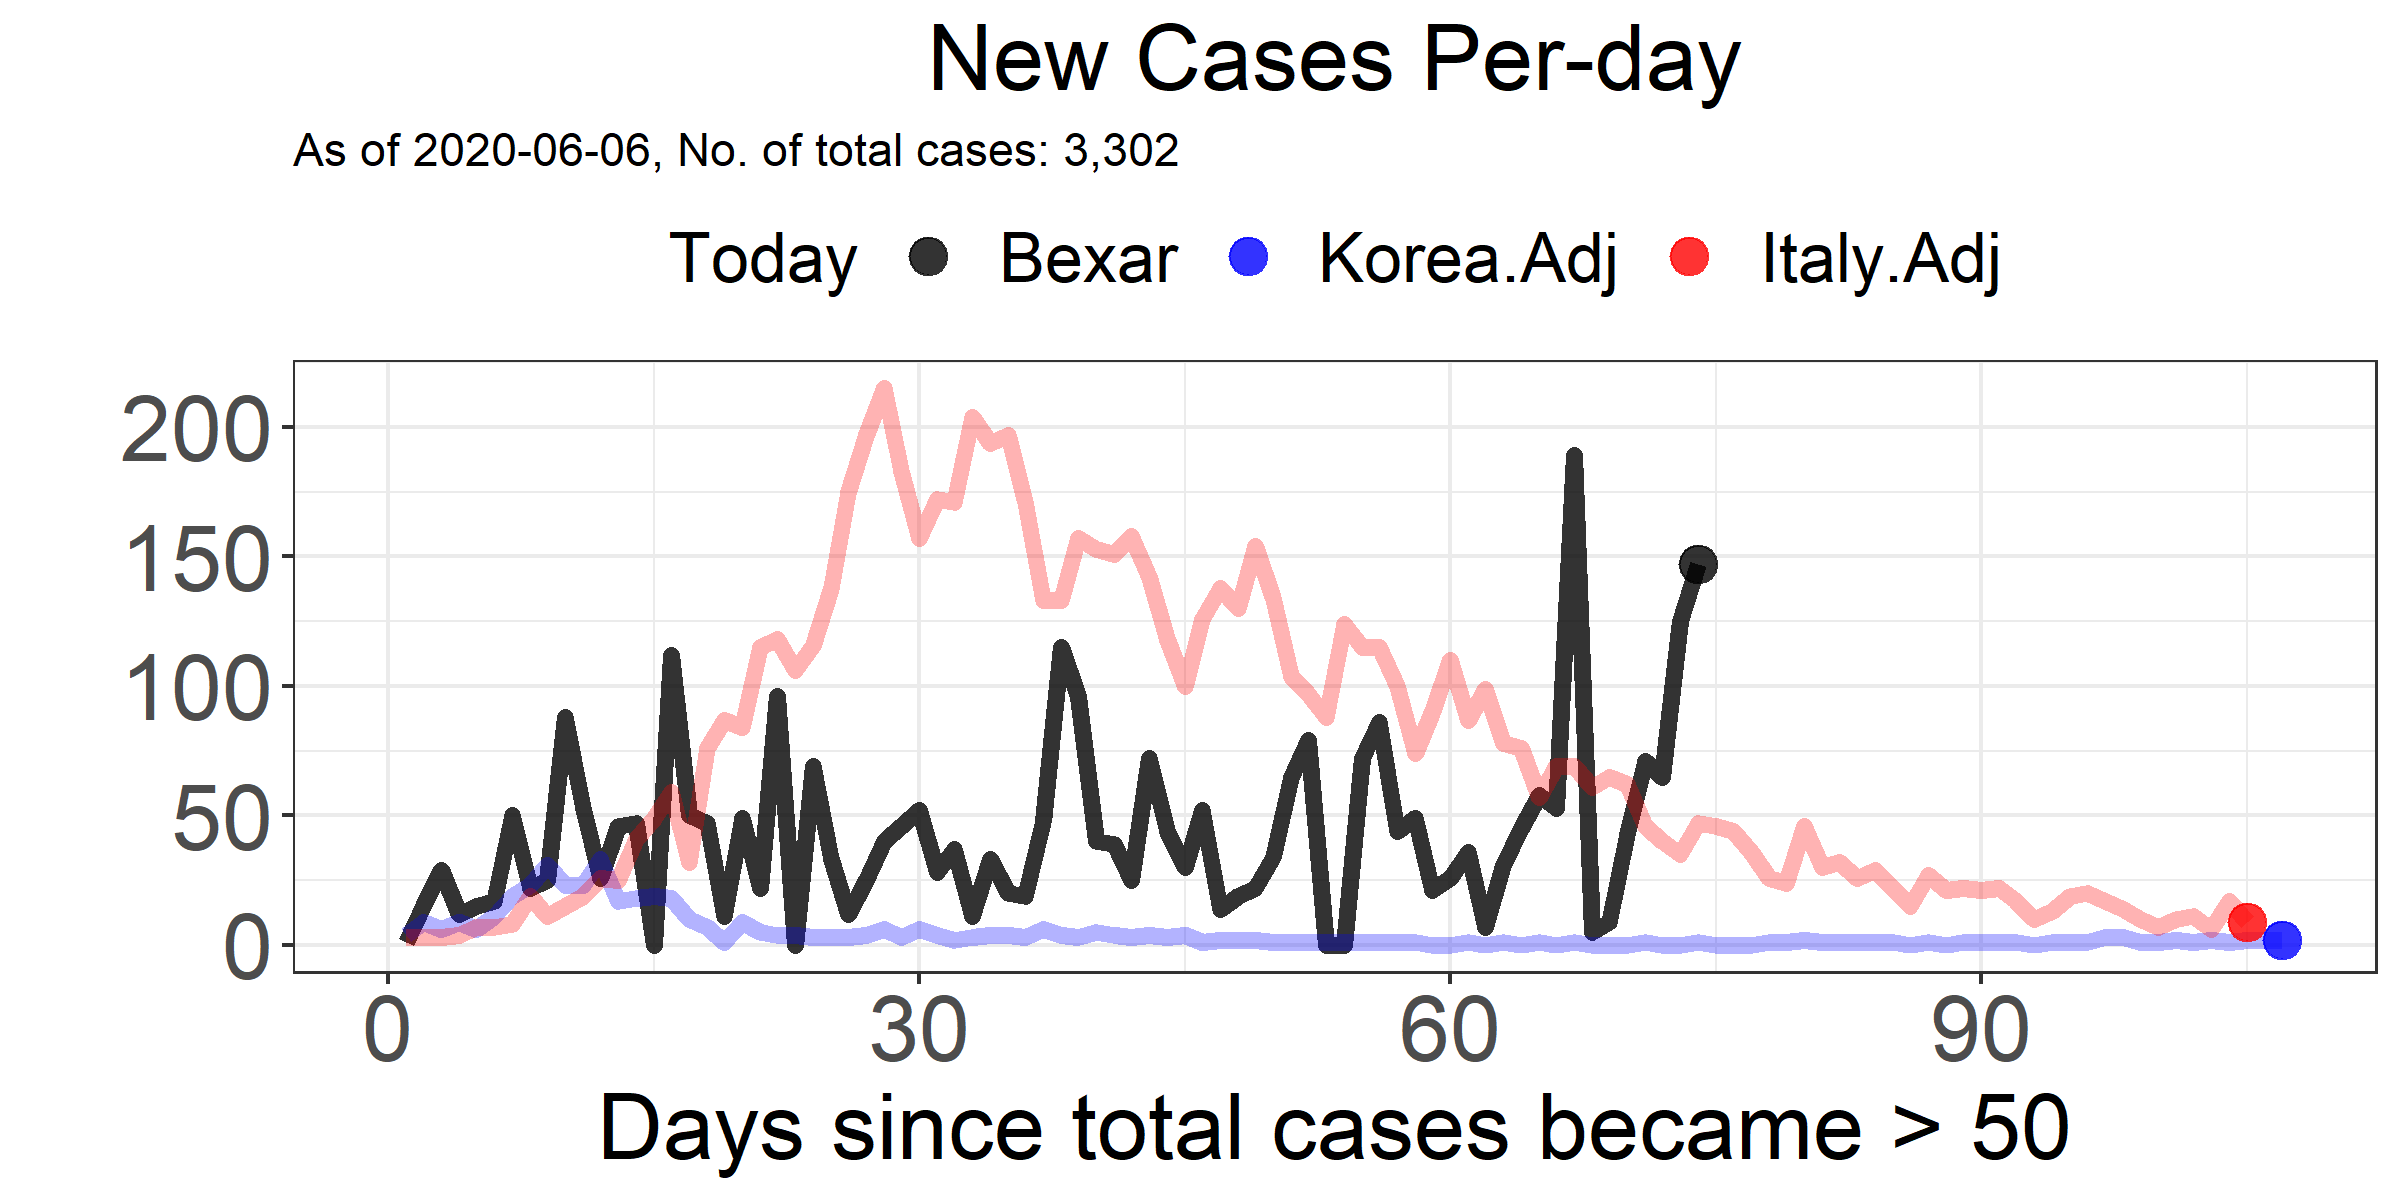 New Cases Per-day
As of 2020-06-06, No. of total cases: 3,302
Today Bexar Korea.Adj Italy.Adj
200
150
100
50
0
0 30 60 90
Days since total cases became > 50